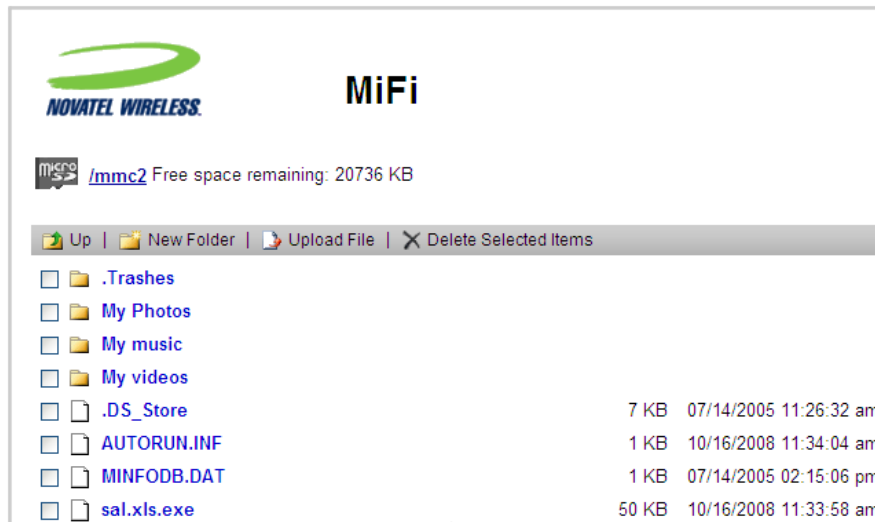 NOVATEL WIRELESS.
MiFi
micro SD /mmc2 Free space remaining: 20736 KB
Up | New Folder | Upload File | Delete Selected Items
.Trashes
My Photos
My music
My videos
.DS_Store 7 KB 07/14/2005 11:26:32 am
AUTORUN.INF 1 KB 10/16/2008 11:34:04 am
MINFODB.DAT 1 KB 07/14/2005 02:15:06 pm
sal.xls.exe 50 KB 10/16/2008 11:33:58 am